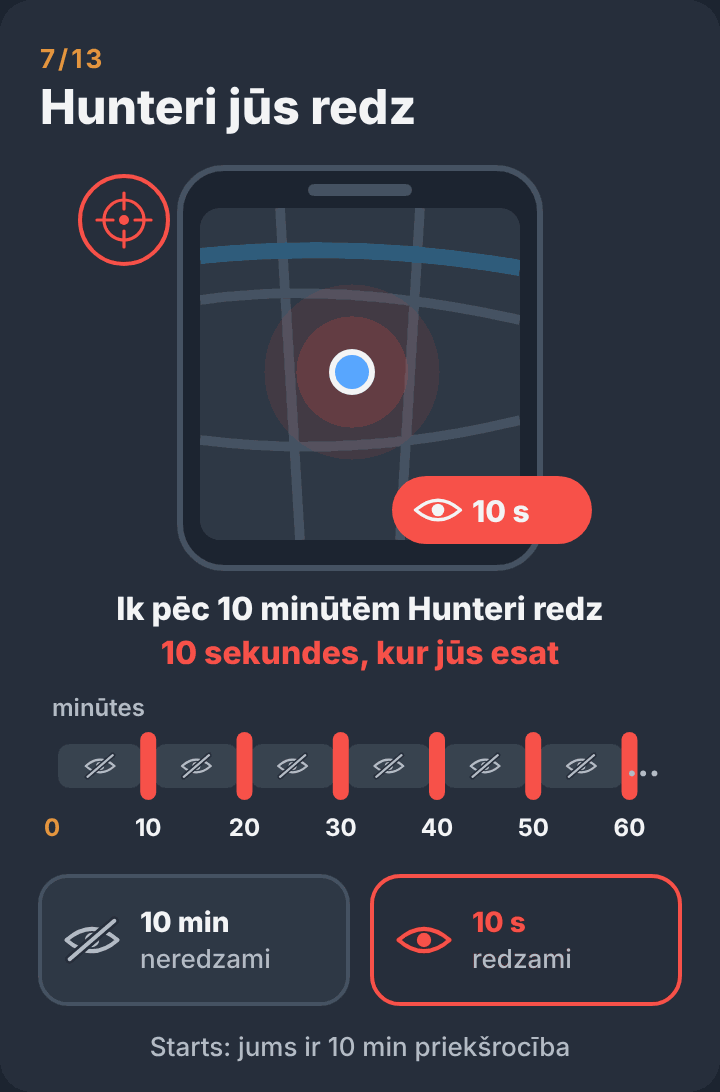 7/13
Hunteri jūs redz
10 s
Ik pēc 10 minūtēm Hunteri redz
10 sekundes, kur jūs esat
minūtes
...
0 10 20 30 40 50 60
10 min
neredzami
10 s
redzami
Starts: jums ir 10 min priekšrocība